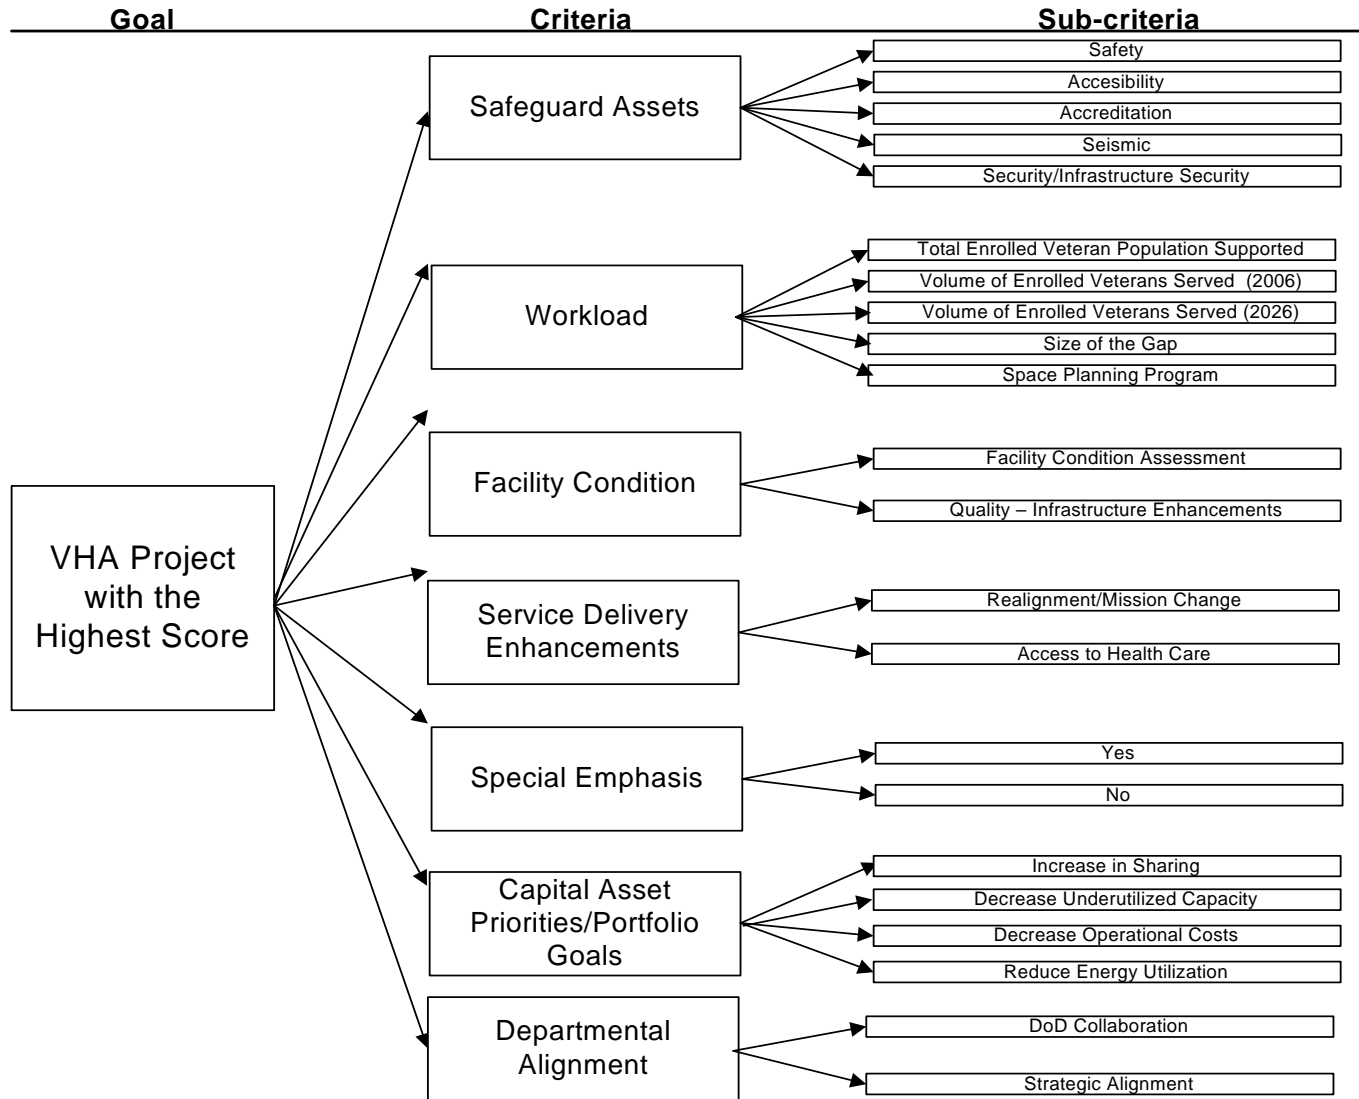 Goal
Criteria
Sub-criteria
VHA Project
with the
Highest Score
Safeguard Assets
Safety
Accesibility
Accreditation
Seismic
Security/Infrastructure Security
Workload
Total Enrolled Veteran Population Supported
Volume of Enrolled Veterans Served (2006)
Volume of Enrolled Veterans Served (2026)
Size of the Gap
Space Planning Program
Facility Condition
Facility Condition Assessment
Quality – Infrastructure Enhancements
Service Delivery
Enhancements
Realignment/Mission Change
Access to Health Care
Special Emphasis
Yes
No
Capital Asset
Priorities/Portfolio
Goals
Increase in Sharing
Decrease Underutilized Capacity
Decrease Operational Costs
Reduce Energy Utilization
Departmental
Alignment
DoD Collaboration
Strategic Alignment